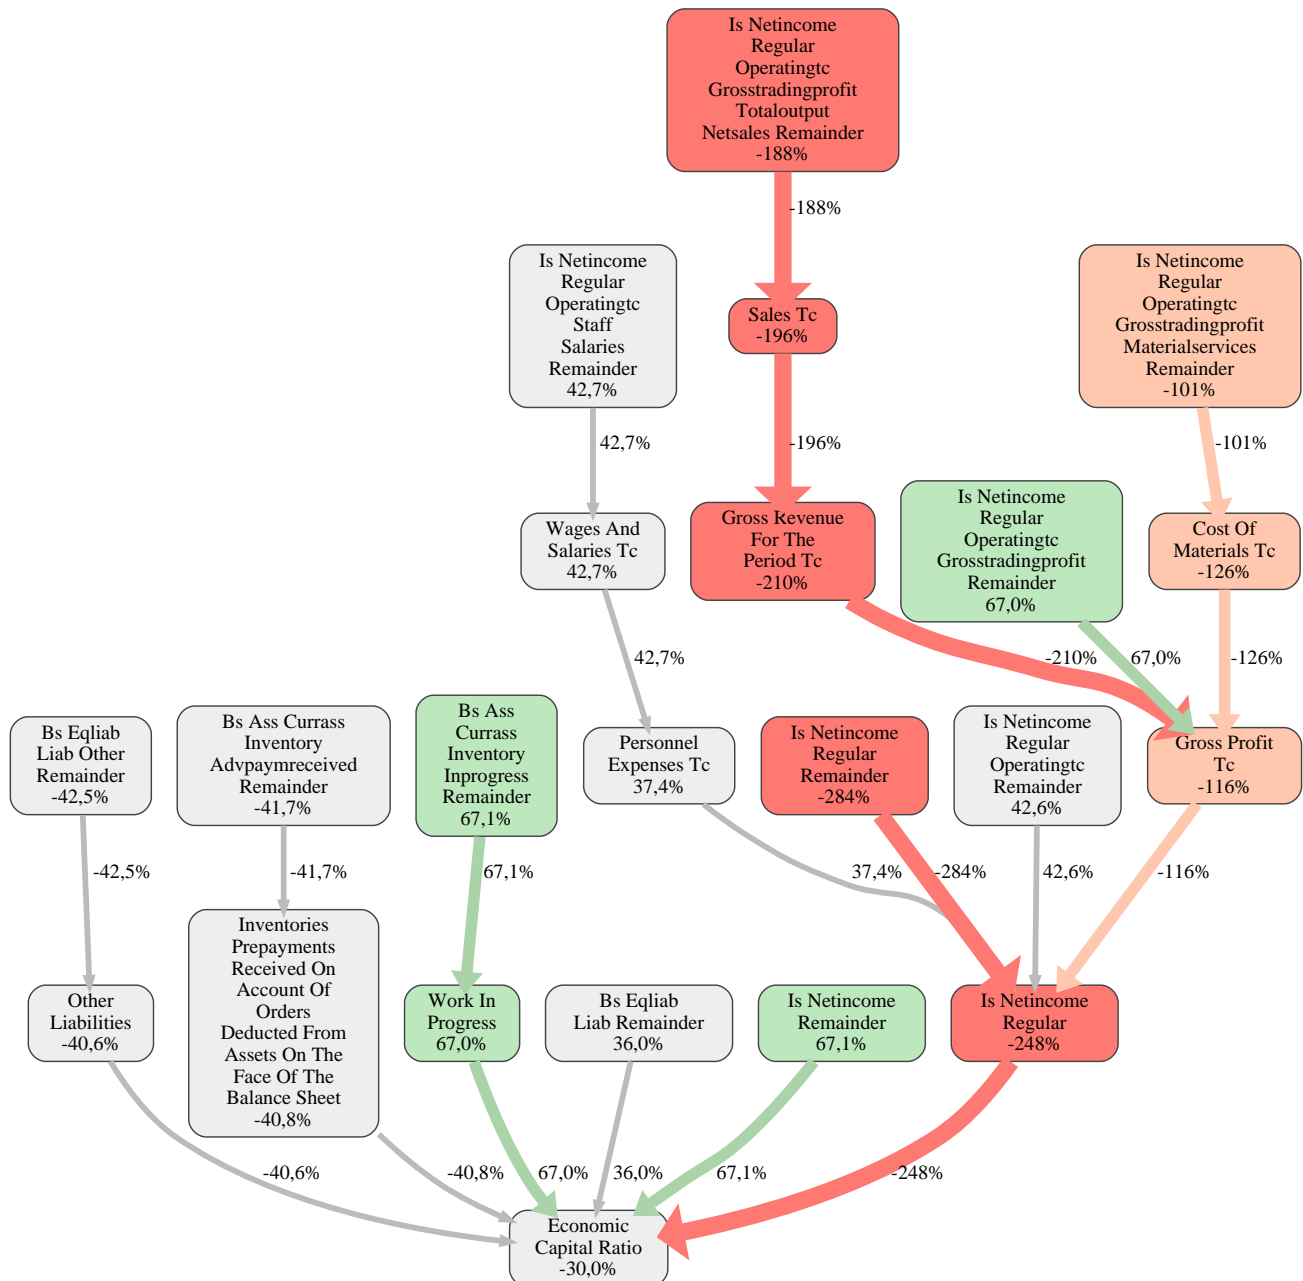 Is Netincome
Regular
Operatingtc
Grosstradingprofit
Totaloutput
Netsales Remainder
-188%
-188%
Is Netincome
Regular
Operatingtc
Staff
Salaries
Remainder
42,7%
Sales Tc
-196%
Is Netincome
Regular
Operatingtc
Grosstradingprofit
Materialservices
Remainder
-101%
42,7%
-196%
-101%
Wages And
Salaries Tc
42,7%
Gross Revenue
For The
Period Tc
-210%
Is Netincome
Regular
Operatingtc
Grosstradingprofit
Remainder
67,0%
Cost Of
Materials Tc
-126%
42,7%
-210%
67,0%
-126%
Bs Eqliab
Liab Other
Remainder
-42,5%
Bs Ass Currass
Inventory
Advpaymreceived
Remainder
-41,7%
Bs Ass
Currass
Inventory
Inprogress
Remainder
67,1%
Personnel
Expenses Tc
37,4%
Is Netincome
Regular
Remainder
-284%
Is Netincome
Regular
Operatingtc
Remainder
42,6%
Gross Profit
Tc
-116%
-42,5%
-41,7%
67,1%
37,4%
-284%
42,6%
-116%
Other
Liabilities
-40,6%
Inventories
Prepayments
Received On
Account Of
Orders
Deducted From
Assets On The
Face Of The
Balance Sheet
-40,8%
Work In
Progress
67,0%
Bs Eqliab
Liab Remainder
36,0%
Is Netincome
Remainder
67,1%
Is Netincome
Regular
-248%
-40,6%
-40,8%
67,0%
36,0%
67,1%
-248%
Economic
Capital Ratio
-30,0%